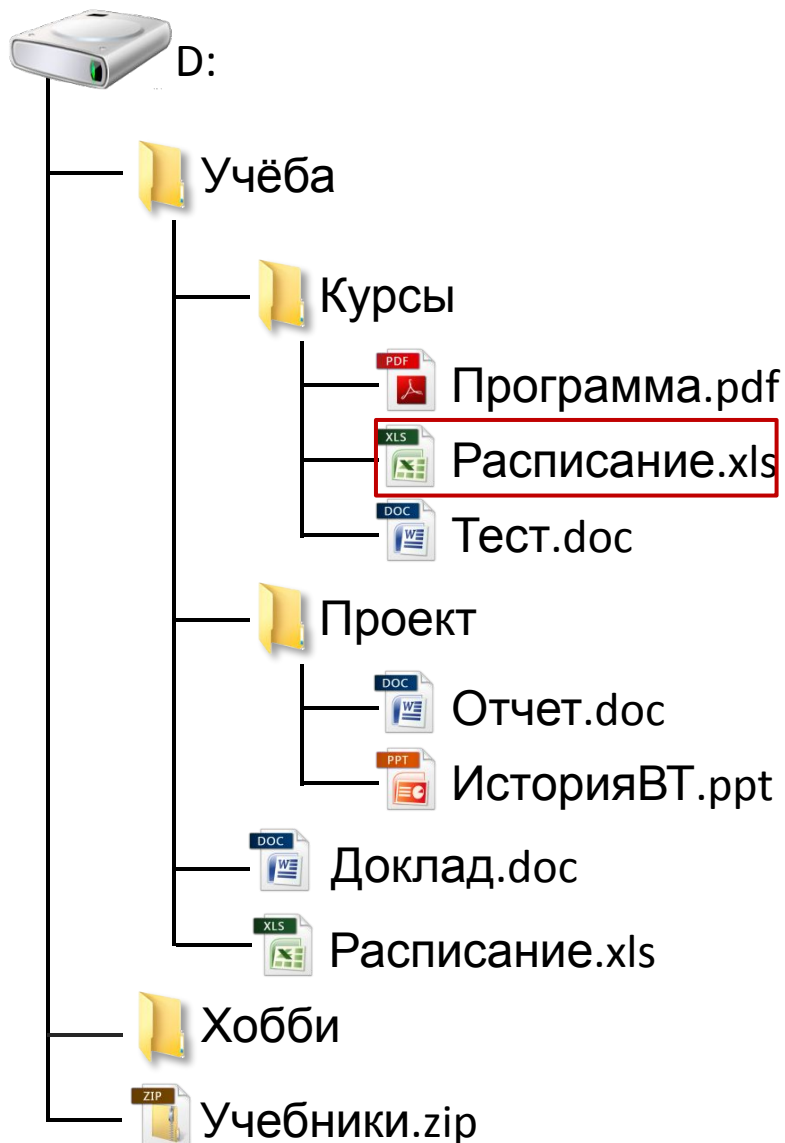 D:
Учёба
Курсы
PDF
Программа.pdf
XLS
Расписание.xls
DOC
Тест.doc
Проект
DOC
Отчет.doc
PPT
ИсторияВТ.ppt
DOC
Доклад.doc
XLS
Расписание.xls
Хобби
ZIP
Учебники.zip